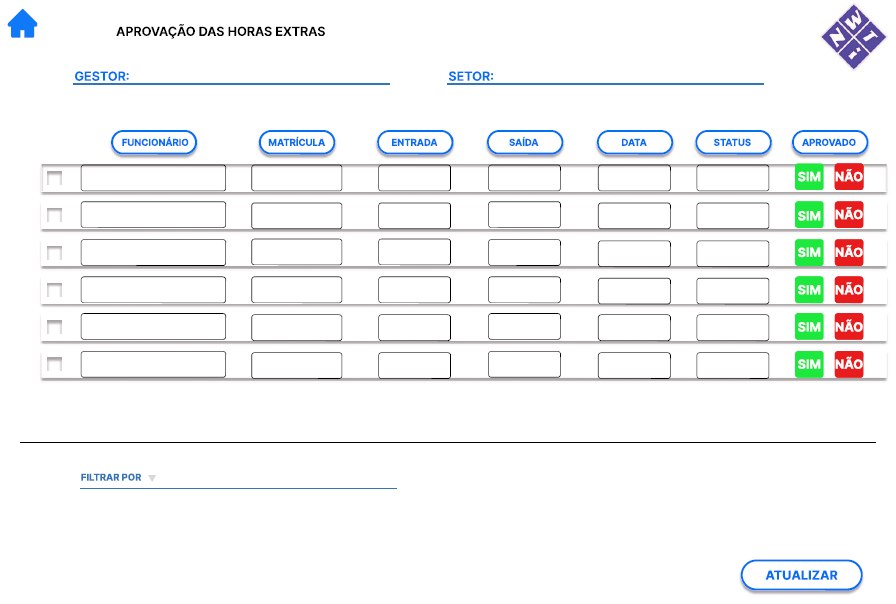 APROVAÇÃO DAS HORAS EXTRAS
NWTi
GESTOR: SETOR:
FUNCIONÁRIO MATRÍCULA ENTRADA SAÍDA DATA STATUS APROVADO
SIM NÃO
SIM NÃO
SIM NÃO
SIM NÃO
SIM NÃO
SIM NÃO
FILTRAR POR
ATUALIZAR